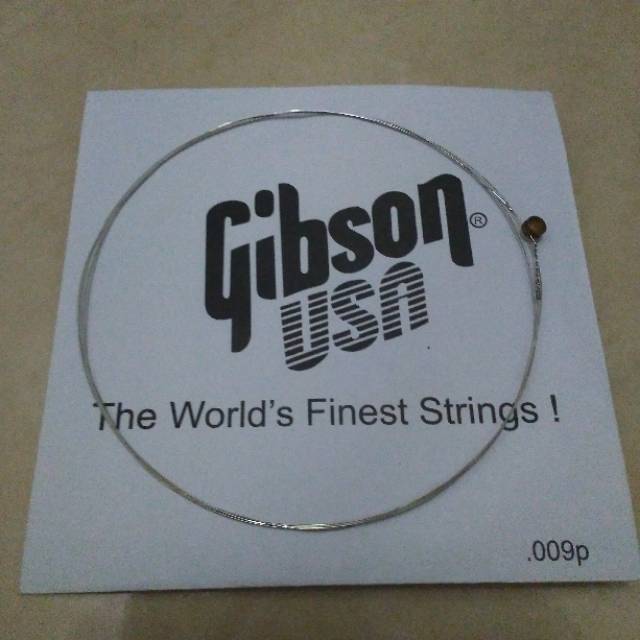 Gibson®
USA
The World's Finest Strings !
.009p